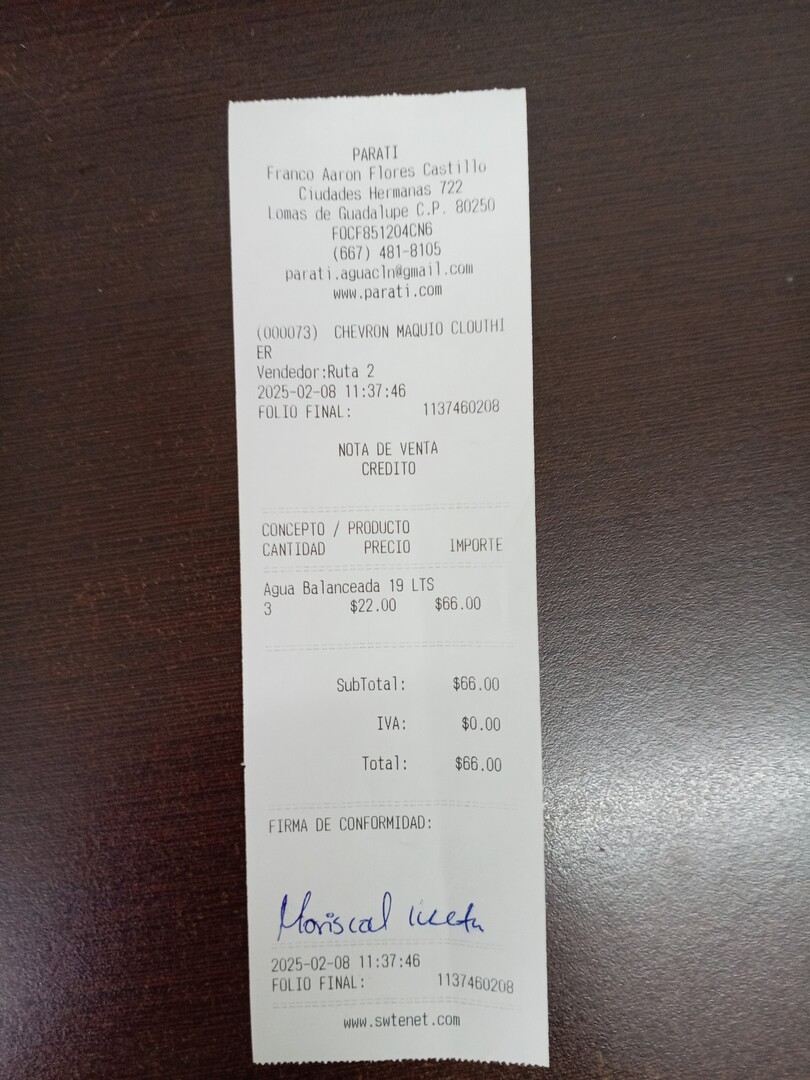 PARATI
Franco Aaron Flores Castillo
Ciudades Hermanas 722
Lomas de Guadalupe C.P. 80250
FOCF851204CN6
(667) 481-8105
parati.aguacln@gmail.com
www.parati.com
(000073) CHEVRON MAQUIO CLOUTHI
ER
Vendedor:Ruta 2
2025-02-08 11:37:46
FOLIO FINAL: 1137460208
NOTA DE VENTA
CREDITO
CONCEPTO / PRODUCTO
CANTIDAD PRECIO IMPORTE
Agua Balanceada 19 LTS
3 $22.00 $66.00
SubTotal: $66.00
IVA: $0.00
Total: $66.00
FIRMA DE CONFORMIDAD:
Mariscal
2025-02-08 11:37:46
FOLIO FINAL: 1137460208
www.swtenet.com